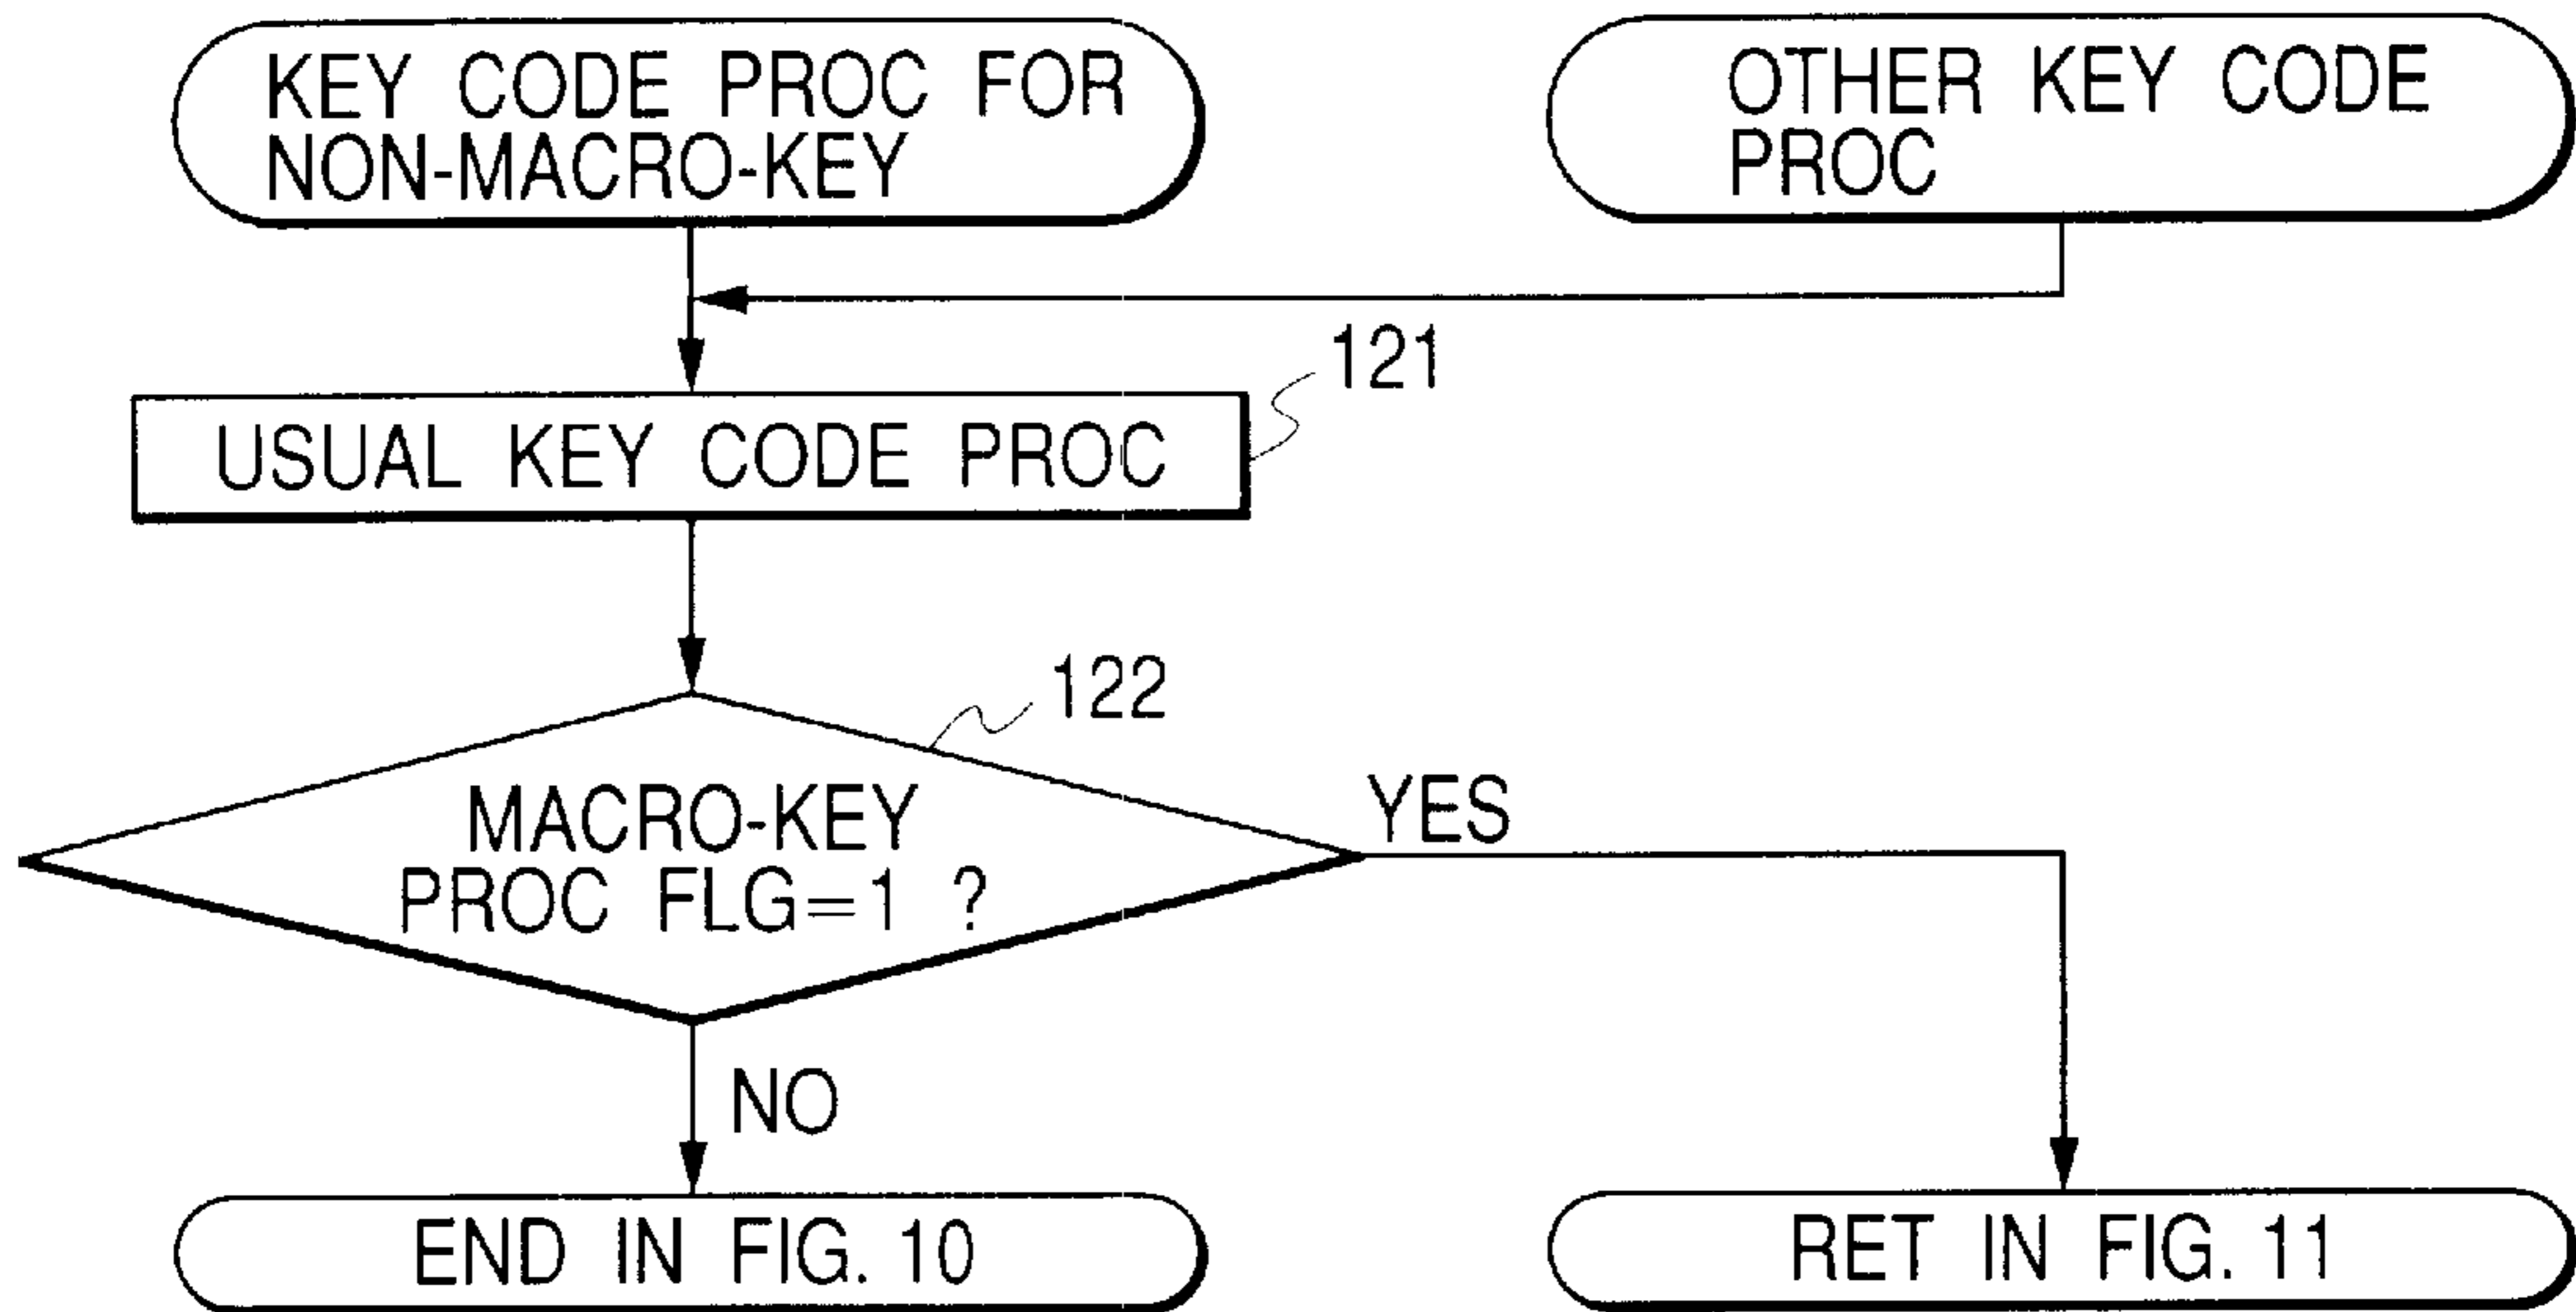 KEY CODE PROC FOR
NON-MACRO-KEY
OTHER KEY CODE
PROC
121
USUAL KEY CODE PROC
122
MACRO-KEY
PROC FLG=1 ?
YES
NO
END IN FIG. 10
RET IN FIG. 11